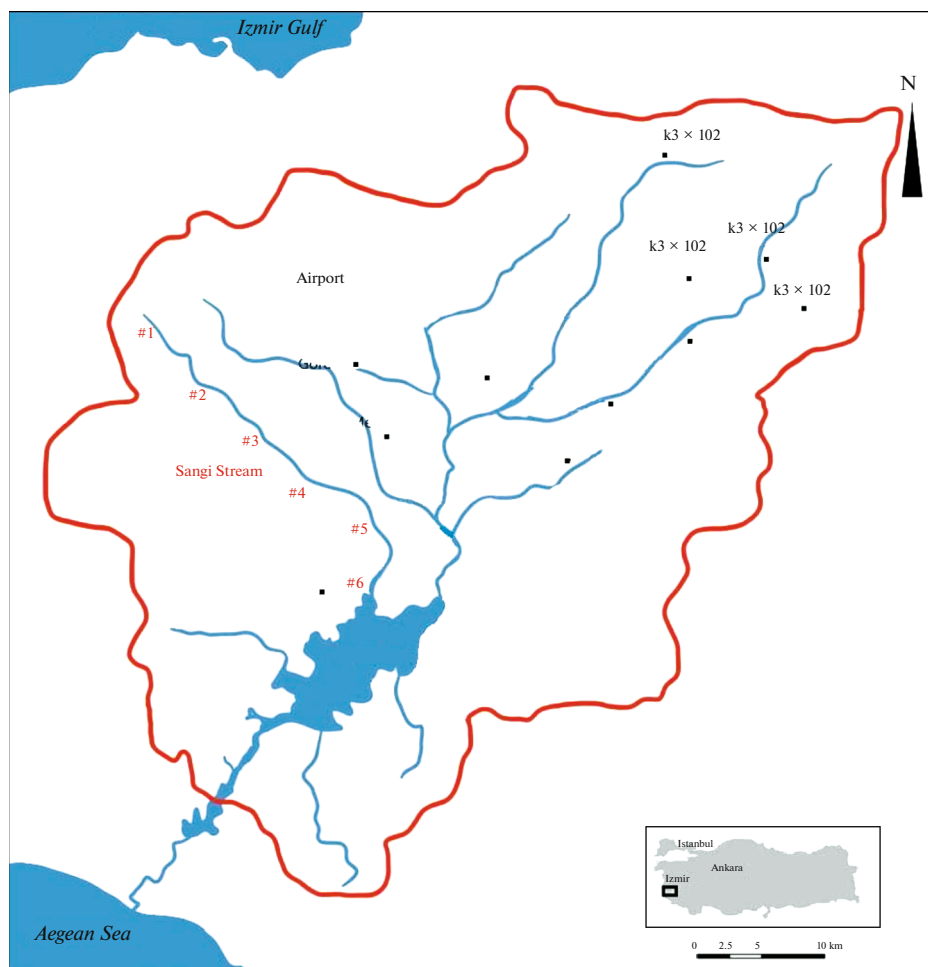 Izmir Gulf
N
k3 × 102
k3 × 102
k3 × 102
k3 × 102
Airport
#1
#2
#3
Sangi Stream
#4
#5
#6
Istanbul
Ankara
Izmir
Aegean Sea
0 2.5 5 10 km